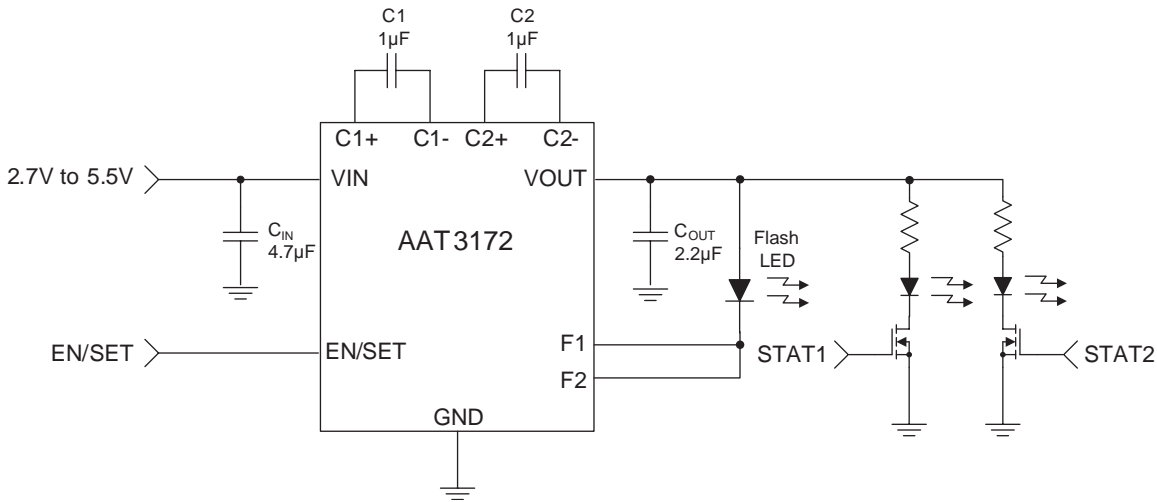 C1
1µF
C2
1µF
C1+
C1-
C2+
C2-
2.7V to 5.5V
VIN
VOUT
AAT3172
CIN
4.7µF
COUT
2.2µF
Flash
LED
EN/SET
EN/SET
F1
F2
STAT1
STAT2
GND